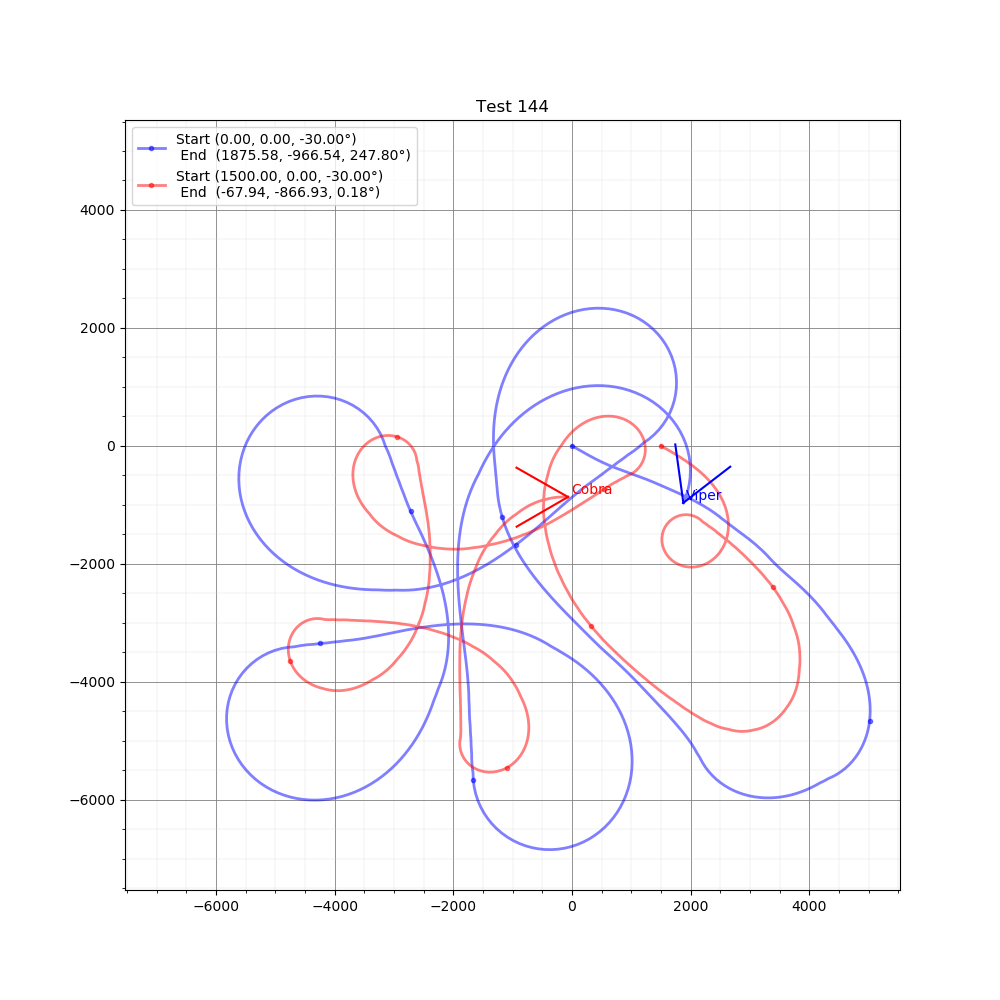 Test 144
Start (0.00, 0.00, -30.00°)
End (1875.58, -966.54, 247.80°)
Start (1500.00, 0.00, -30.00°)
End (-67.94, -866.93, 0.18°)
4000
2000
0
−2000
−4000
−6000
Cobra
Viper
−6000 −4000 −2000 0 2000 4000